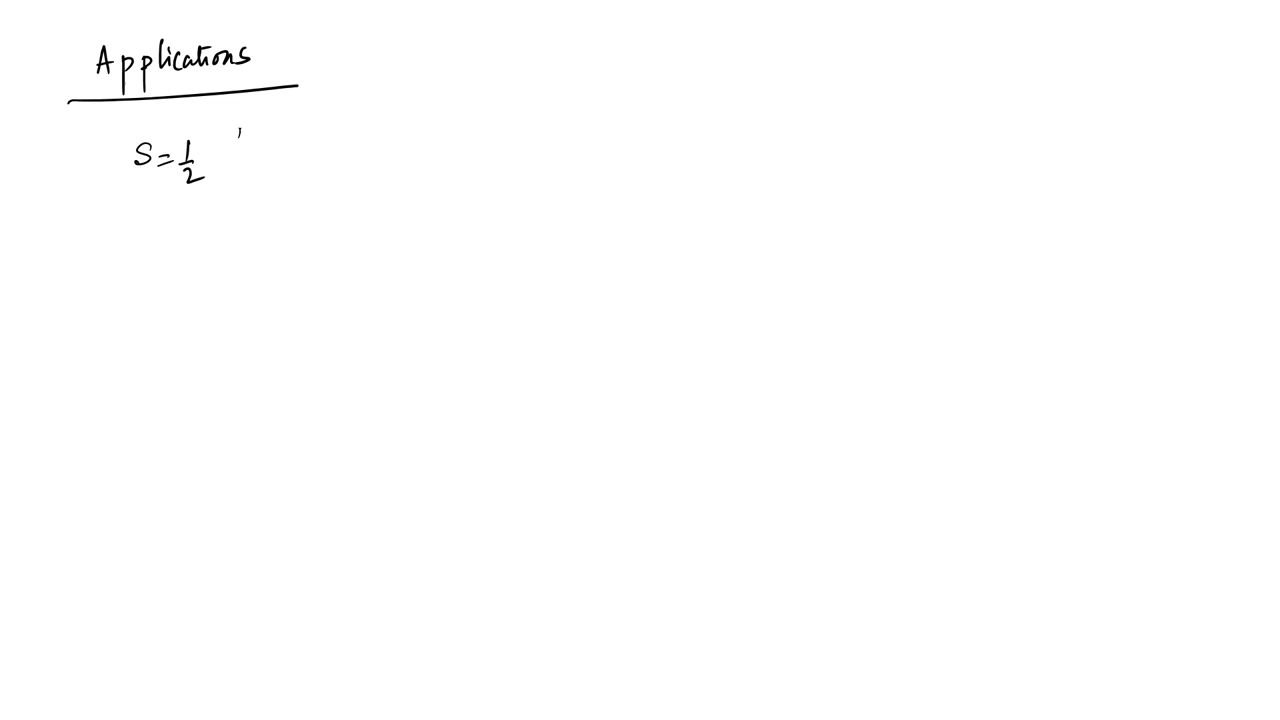 Applications
S = 1/2